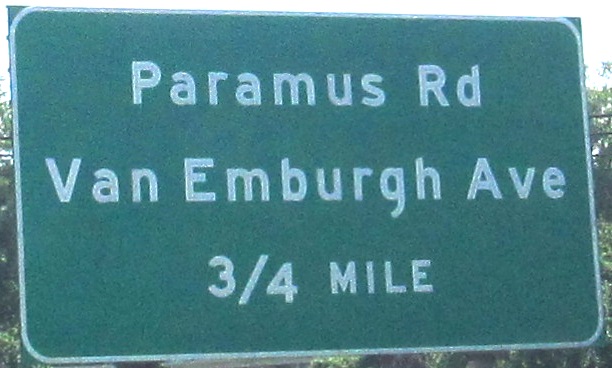 Paramus Rd
Van Emburgh Ave
3/4 MILE